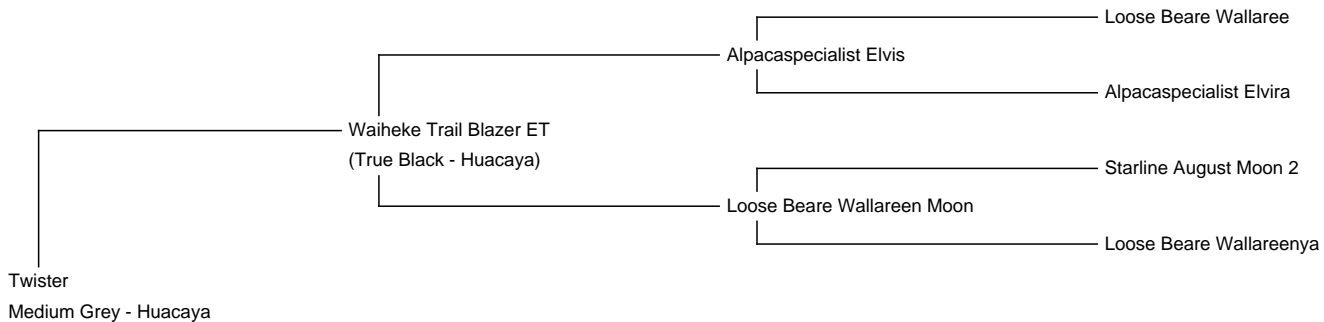 Loose Beare Wallaree
Alpacaspecialist Elvis
Alpacaspecialist Elvira
Waiheke Trail Blazer ET
(True Black - Huacaya)
Starline August Moon 2
Loose Beare Wallareen Moon
Loose Beare Wallareenya
Twister
Medium Grey - Huacaya